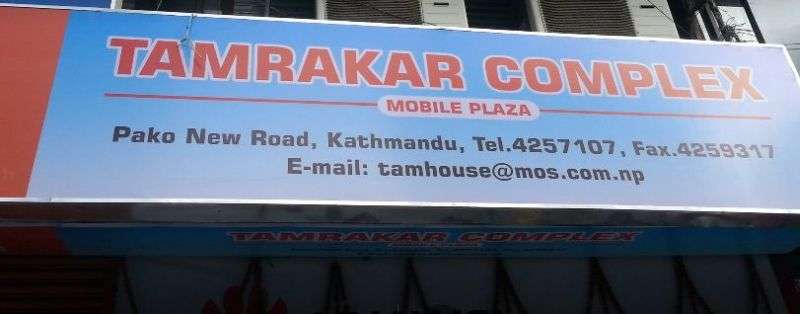 TAMRAKAR COMPLEX
MOBILE PLAZA
Pako New Road, Kathmandu, Tel.4257107, Fax.4259317
E-mail: tamhouse@mos.com.np
TAMRAKAR COMPLEX